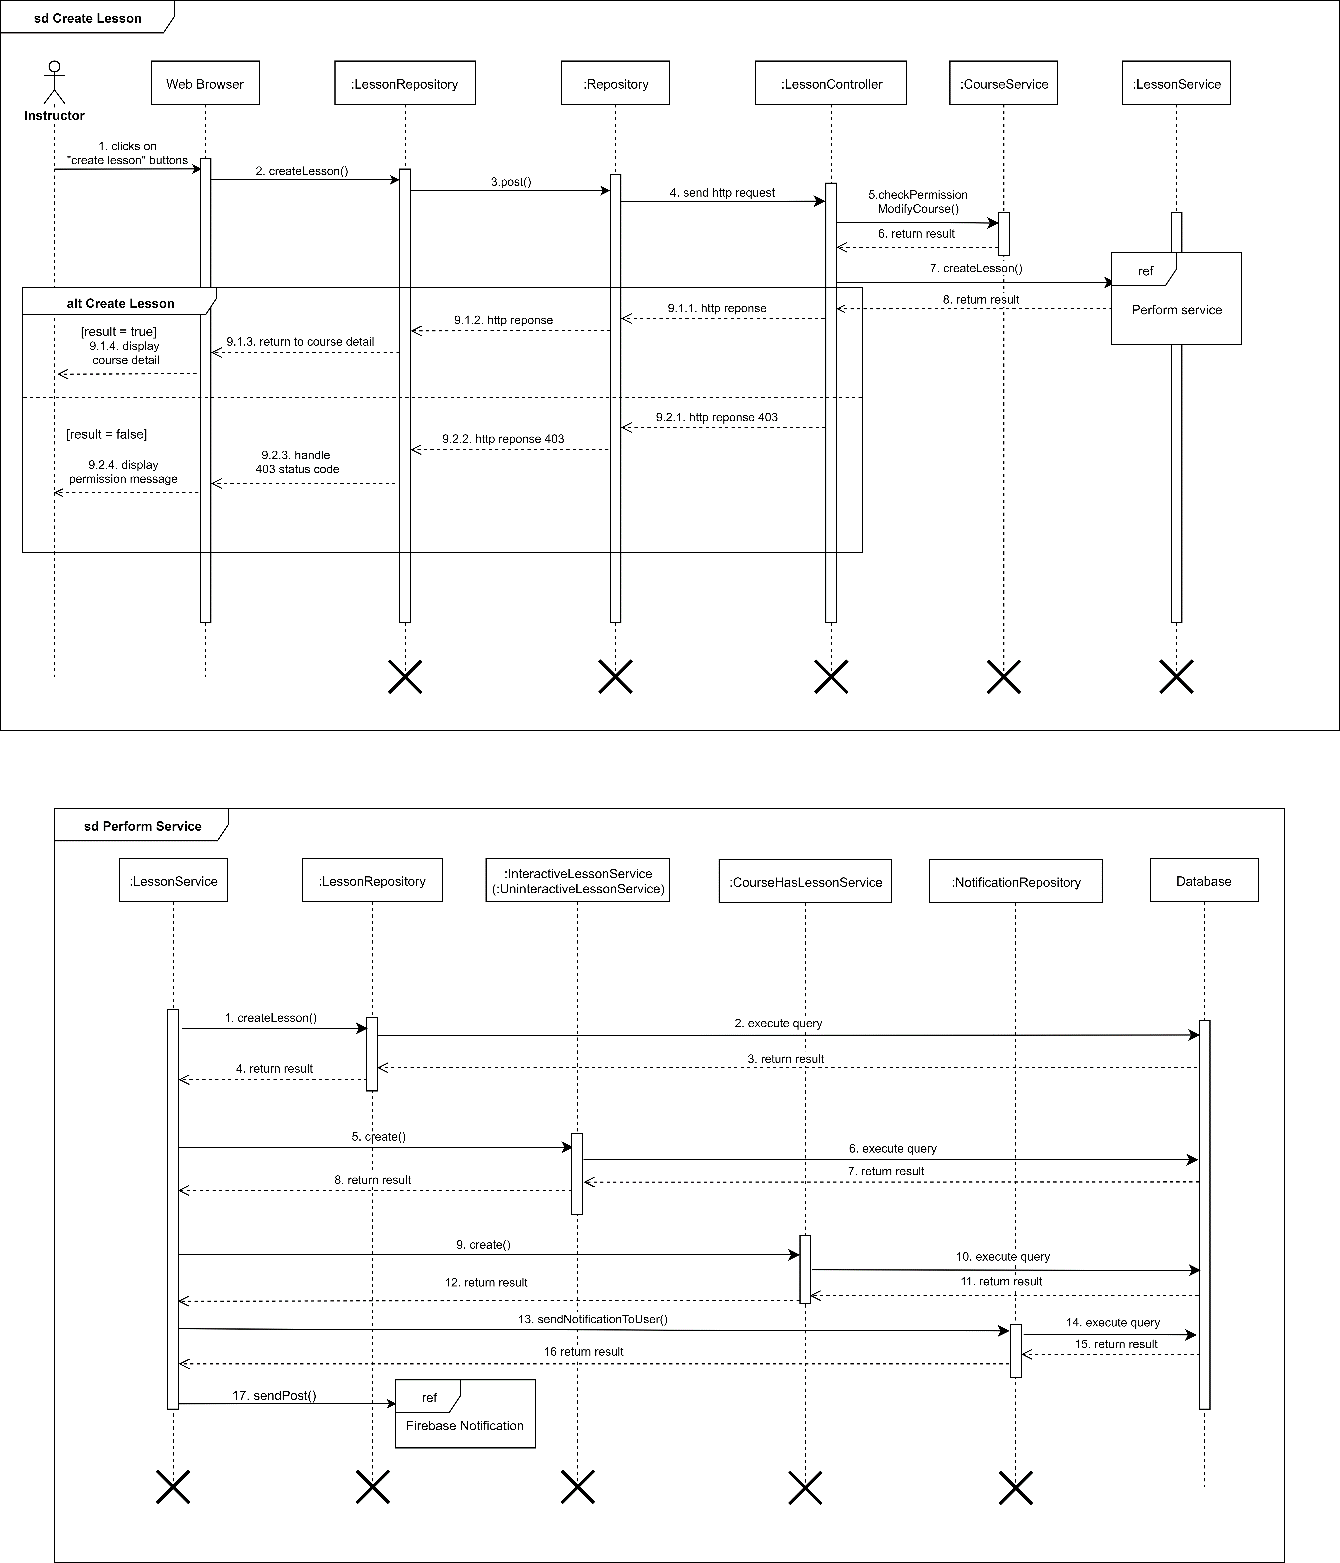 sd Create Lesson
Instructor
Web Browser
:LessonRepository
:Repository
:LessonController
:CourseService
:LessonService
1. clicks on
"create lesson" buttons
2. createLesson()
3.post()
4. send http request
5.checkPermission
ModifyCourse()
6. return result
7. createLesson()
ref
Perform service
8. return result
alt Create Lesson
[result = true]
9.1.1. http reponse
9.1.2. http reponse
9.1.3. return to course detail
9.1.4. display
course detail
[result = false]
9.2.1. http reponse 403
9.2.2. http reponse 403
9.2.3. handle
403 status code
9.2.4. display
permission message
sd Perform Service
:LessonService
:LessonRepository
:InteractiveLessonService
(:UninteractiveLessonService)
:CourseHasLessonService
:NotificationRepository
Database
1. createLesson()
2. execute query
3. return result
4. return result
5. create()
6. execute query
7. return result
8. return result
9. create()
10. execute query
11. return result
12. return result
13. sendNotificationToUser()
14. execute query
15. return result
16 return result
17. sendPost()
ref
Firebase Notification